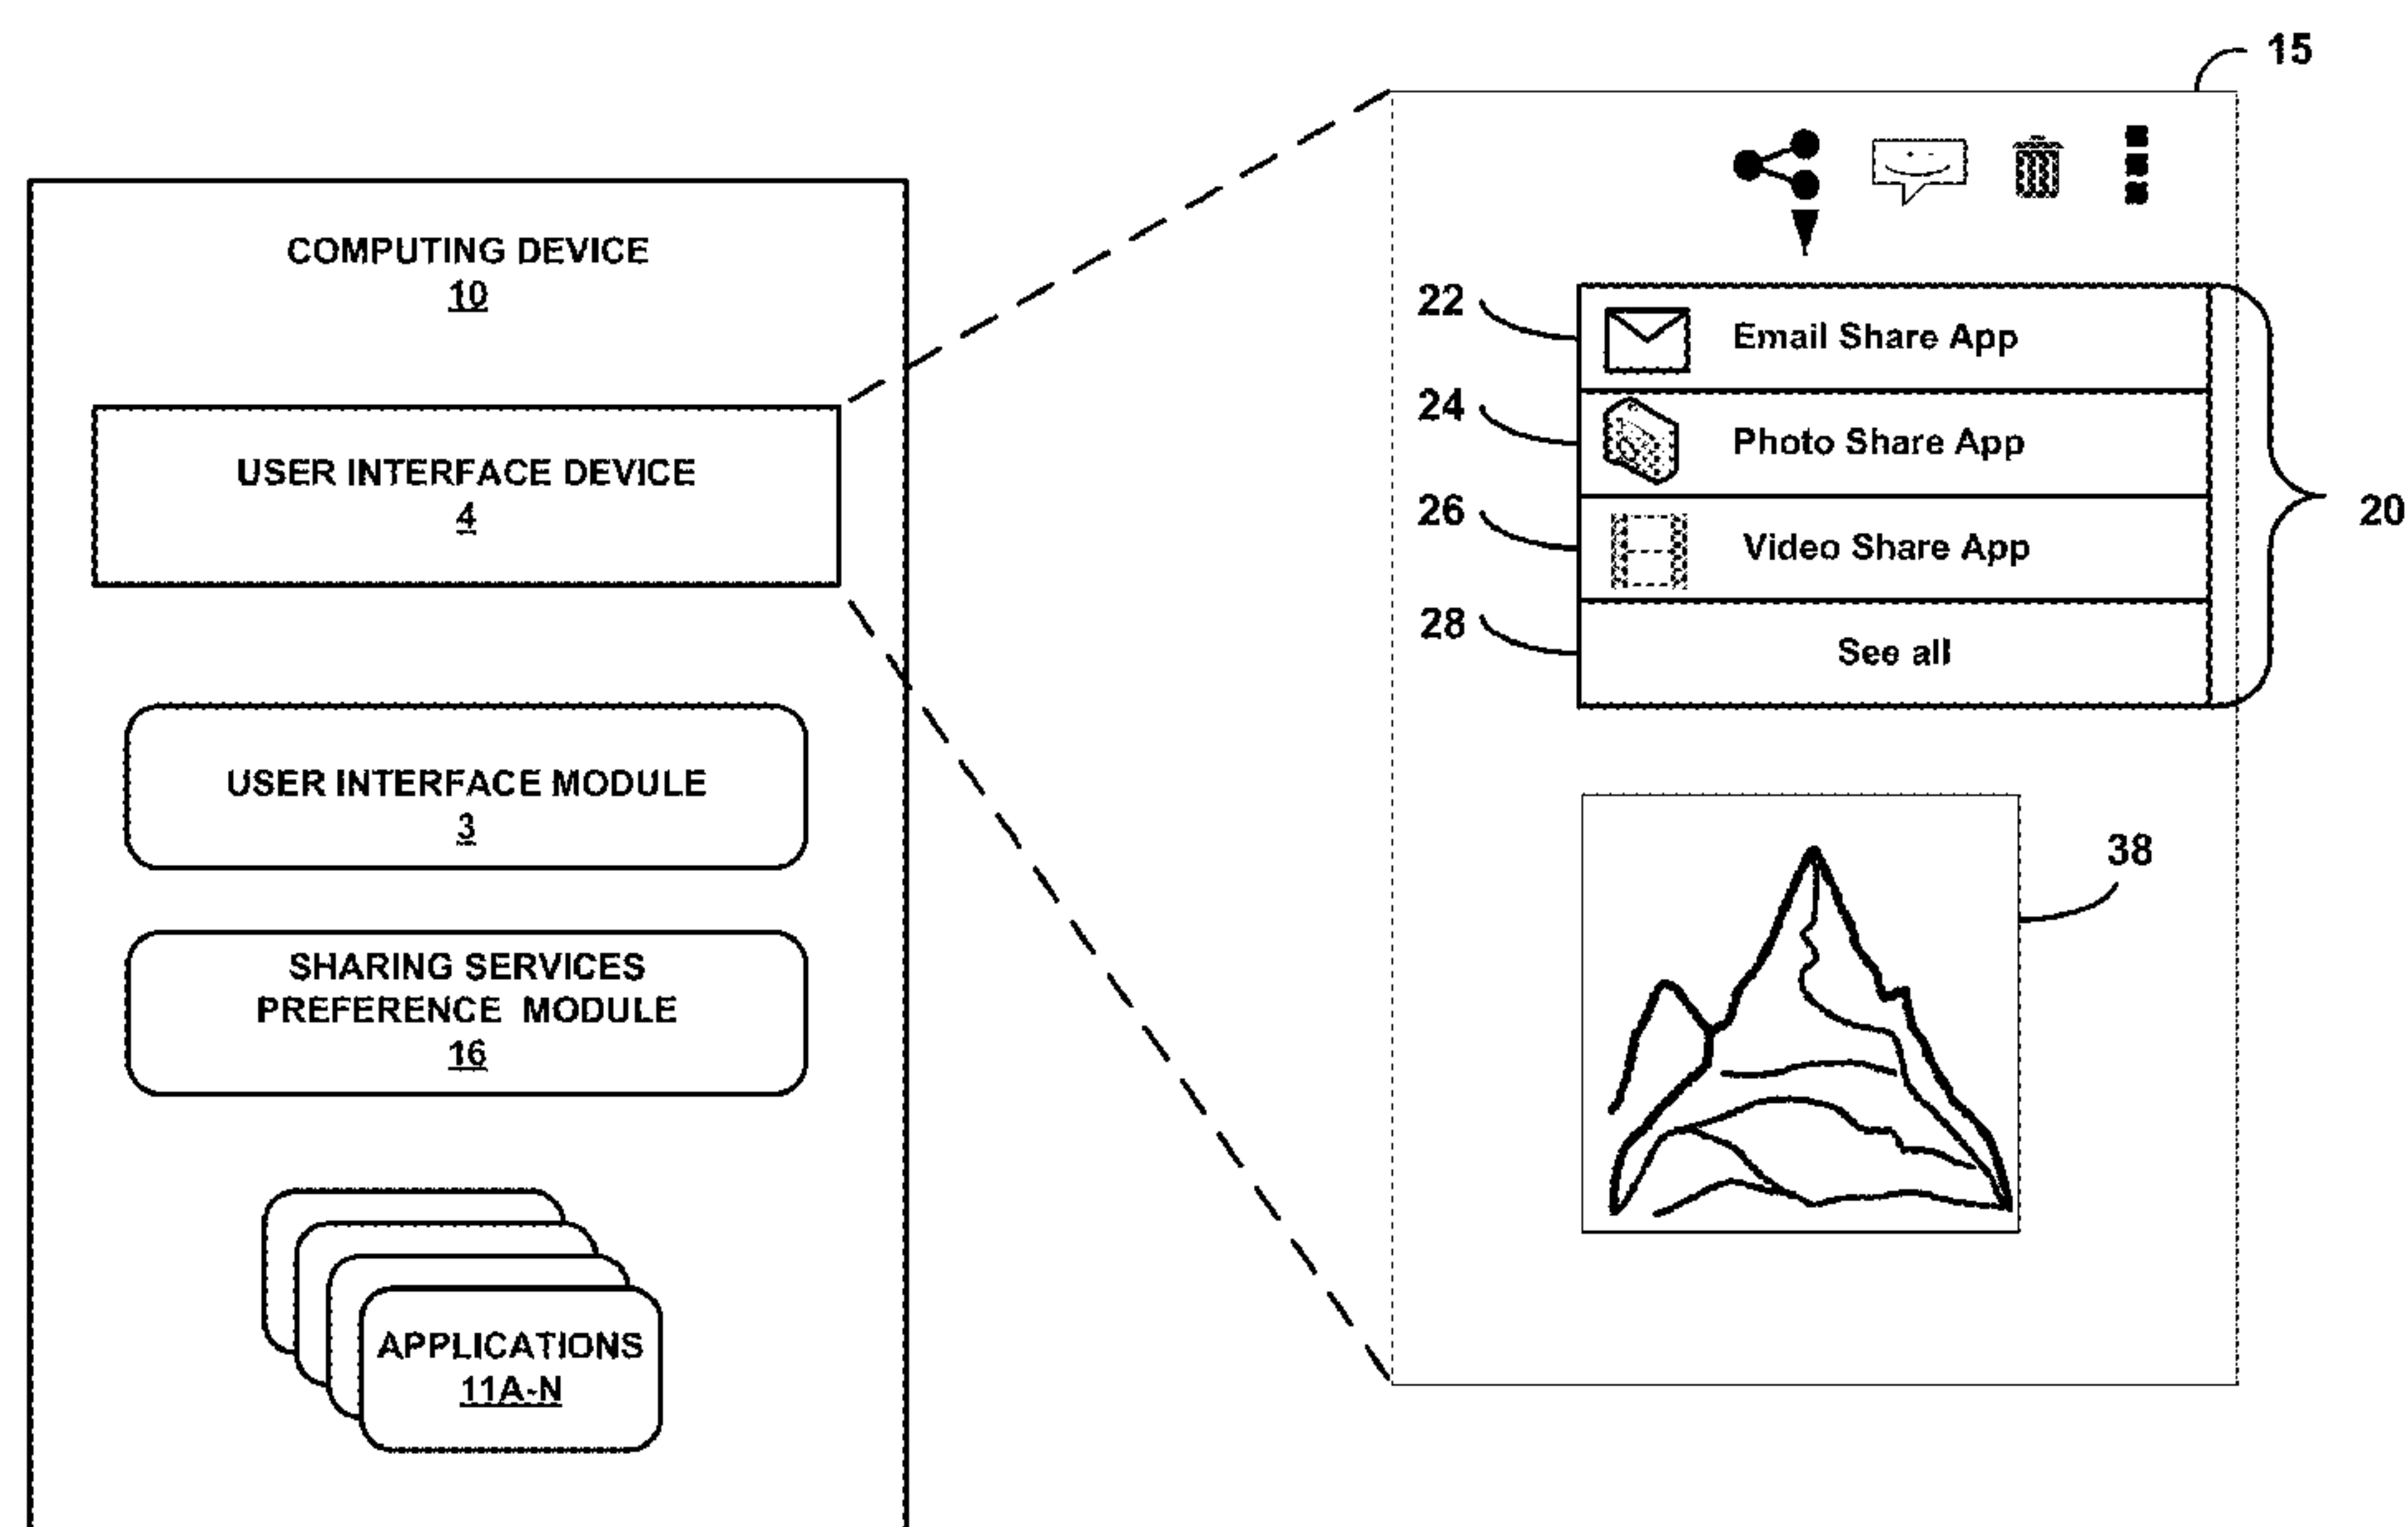 COMPUTING DEVICE
10
USER INTERFACE DEVICE
4
USER INTERFACE MODULE
3
SHARING SERVICES
PREFERENCE MODULE
16
APPLICATIONS
11A-N
15
22
Email Share App
24
Photo Share App
26
Video Share App
28
See all
20
38